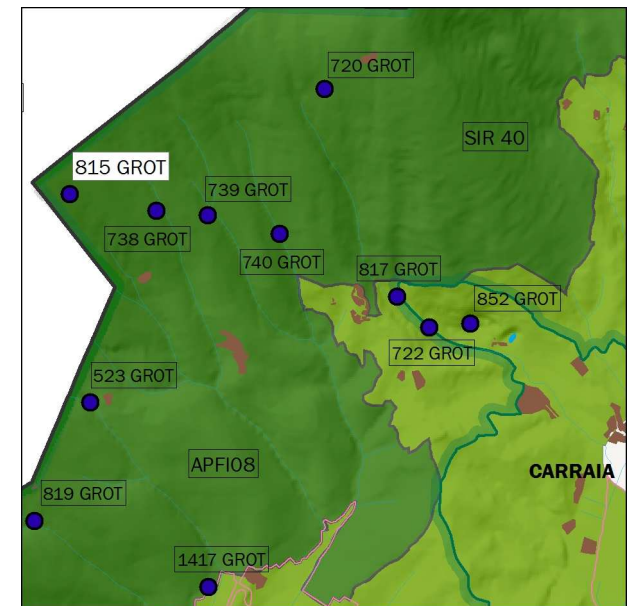 720 GROT
SIR 40
815 GROT
739 GROT
738 GROT
740 GROT
817 GROT
852 GROT
722 GROT
523 GROT
APFI08
CARRAIA
819 GROT
1417 GROT